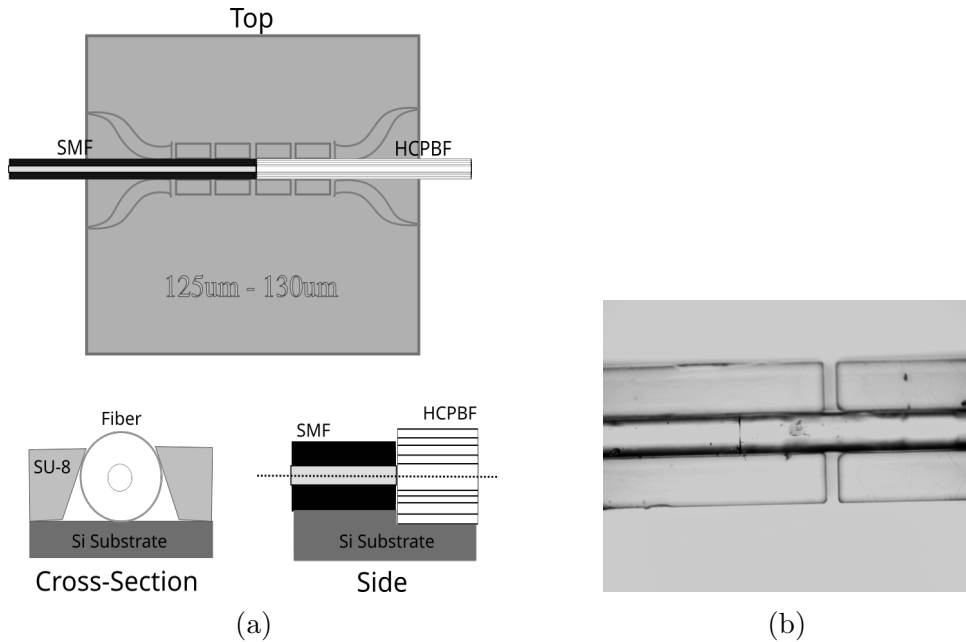 Top
SMF
HCPBF
125um - 130um
Fiber
SU-8
Si Substrate
Cross-Section
HCPBF
SMF
Si Substrate
Side
(a)
(b)